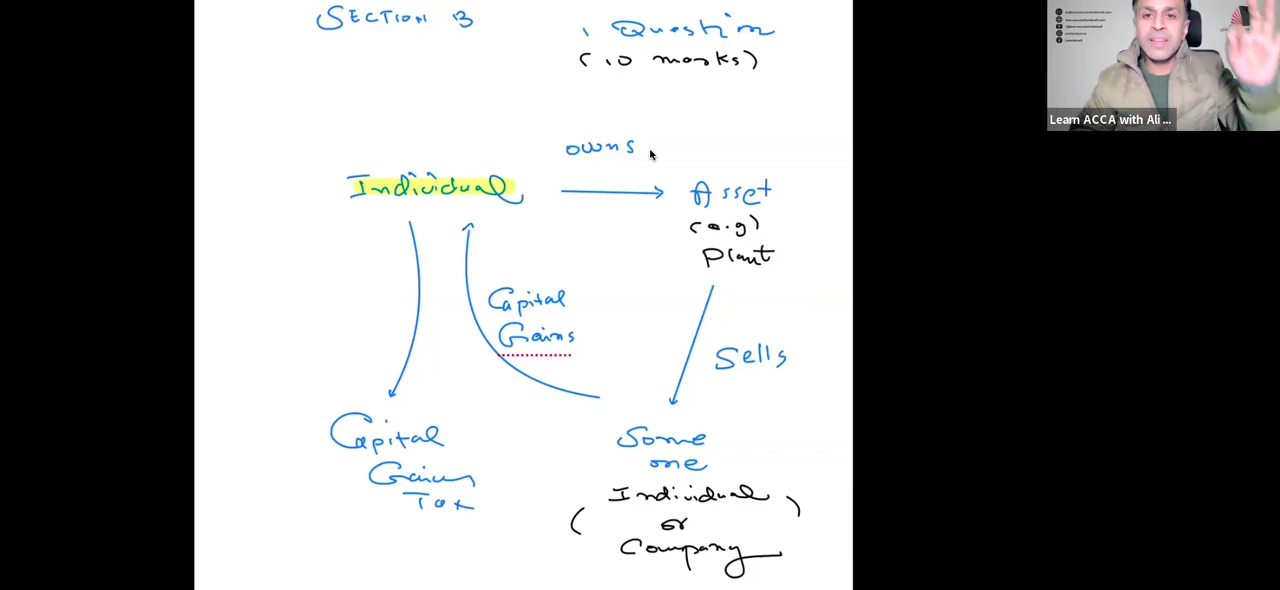 SECTION B
1 Question
(10 marks)
owns
Individual
Asset
(e.g)
Plant
Capital
Gains
Sells
Capital
Gains
Tax
Some
one
(Individual
or
Company)
Learn ACCA with Ali ...